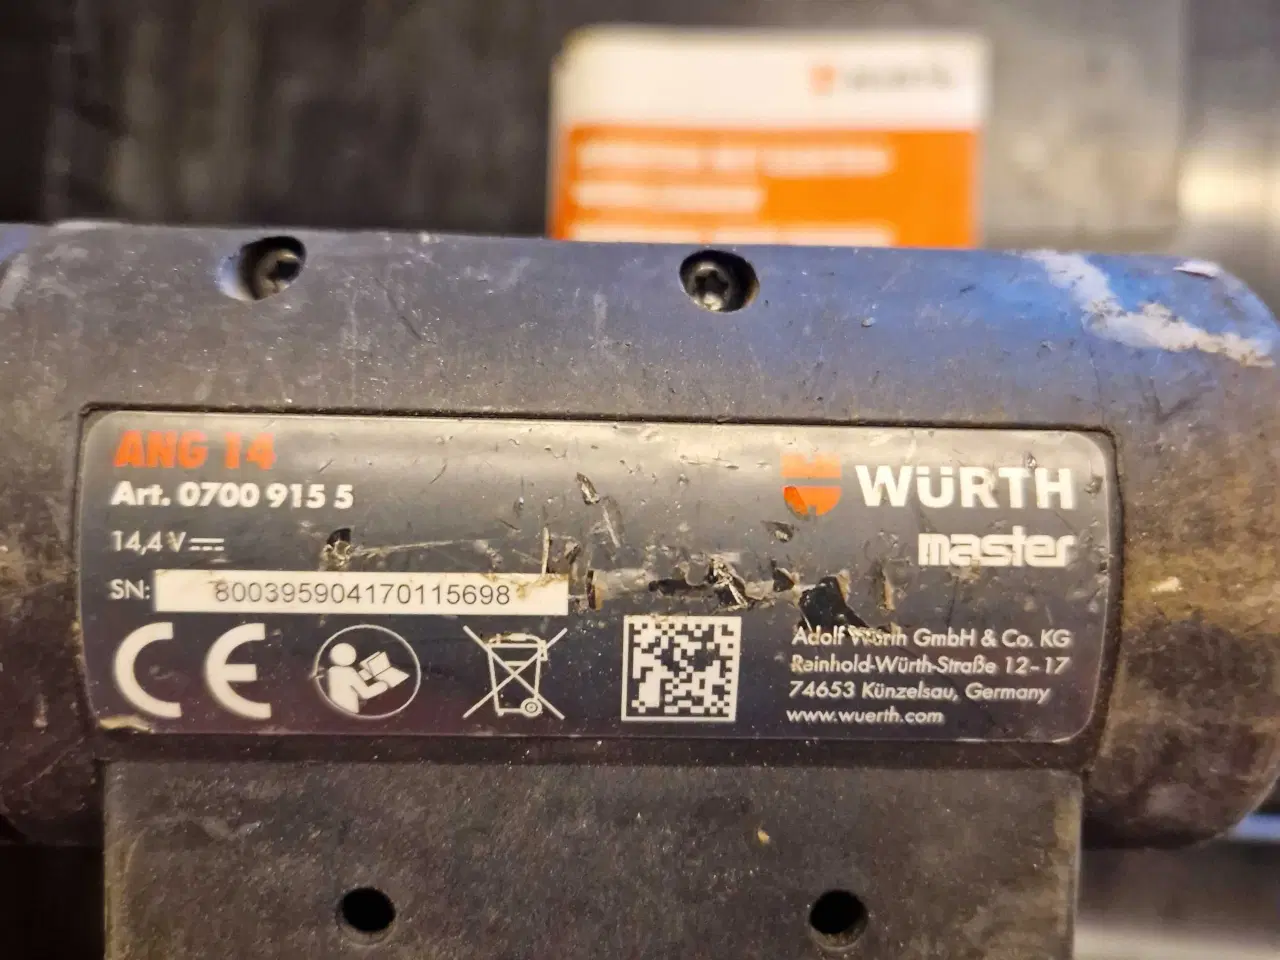 ANG 14
Art. 0700 915 5
14,4 V
SN: 800395904170115698
CE
WÜRTH
master
Adolf Würth GmbH & Co. KG
Reinhold-Würth-Straße 12-17
74653 Künzelsau, Germany
www.wuerth.com